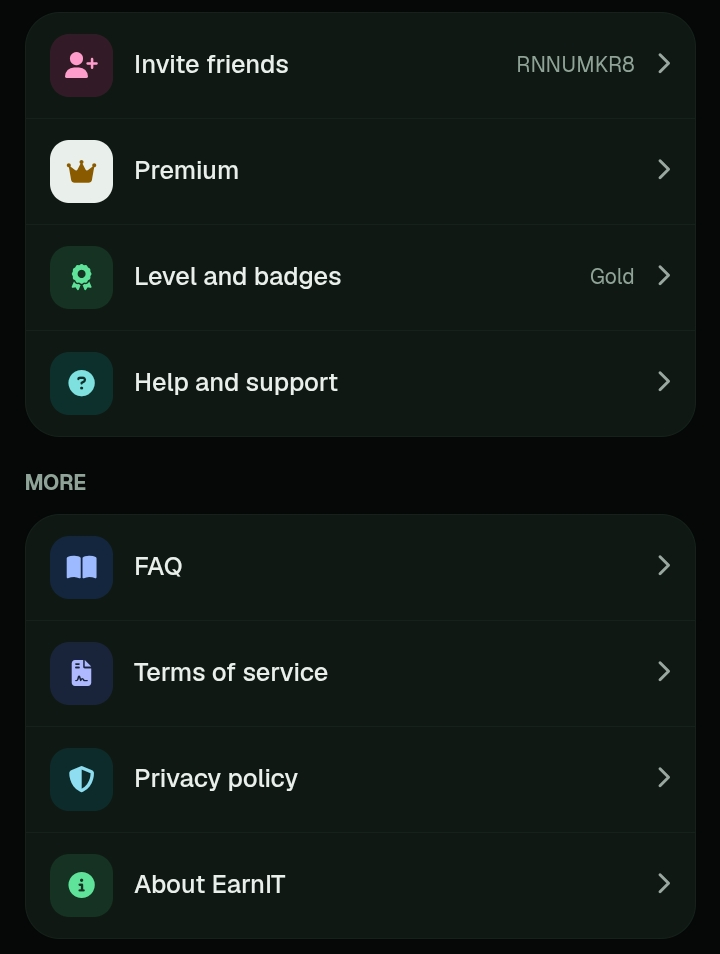 Invite friends RNNUMKR8
Premium
Level and badges Gold
Help and support
MORE
FAQ
Terms of service
Privacy policy
About EarnIT